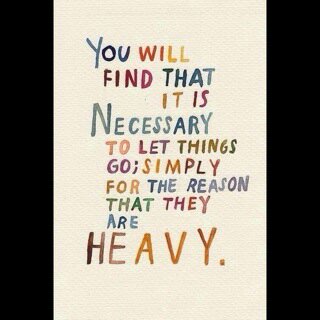 YOU WILL
FIND THAT
IT IS
NECESSARY
TO LET THINGS
GO; SIMPLY
FOR THE REASON
THAT THEY
ARE
HEAVY.